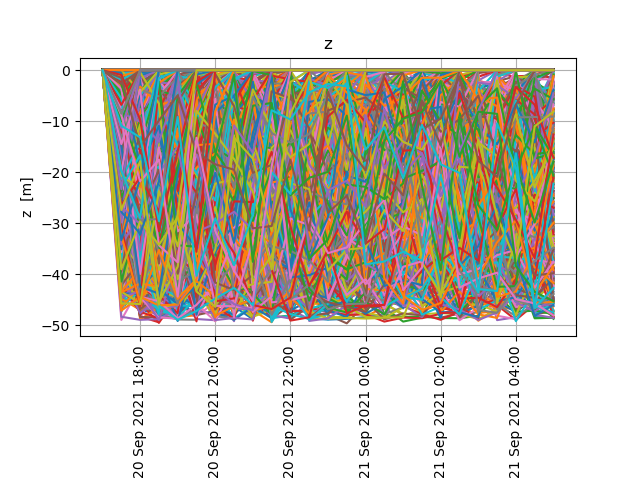 z
0
−10
−20
−30
−40
−50
z [m]
20 Sep 2021 18:00
20 Sep 2021 20:00
20 Sep 2021 22:00
21 Sep 2021 00:00
21 Sep 2021 02:00
21 Sep 2021 04:00